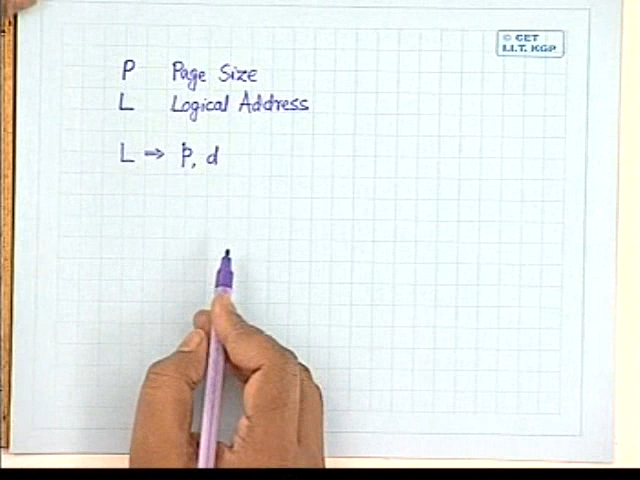 © CET
I.I.T. KGP
P Page Size
L Logical Address
L ⇒ p, d